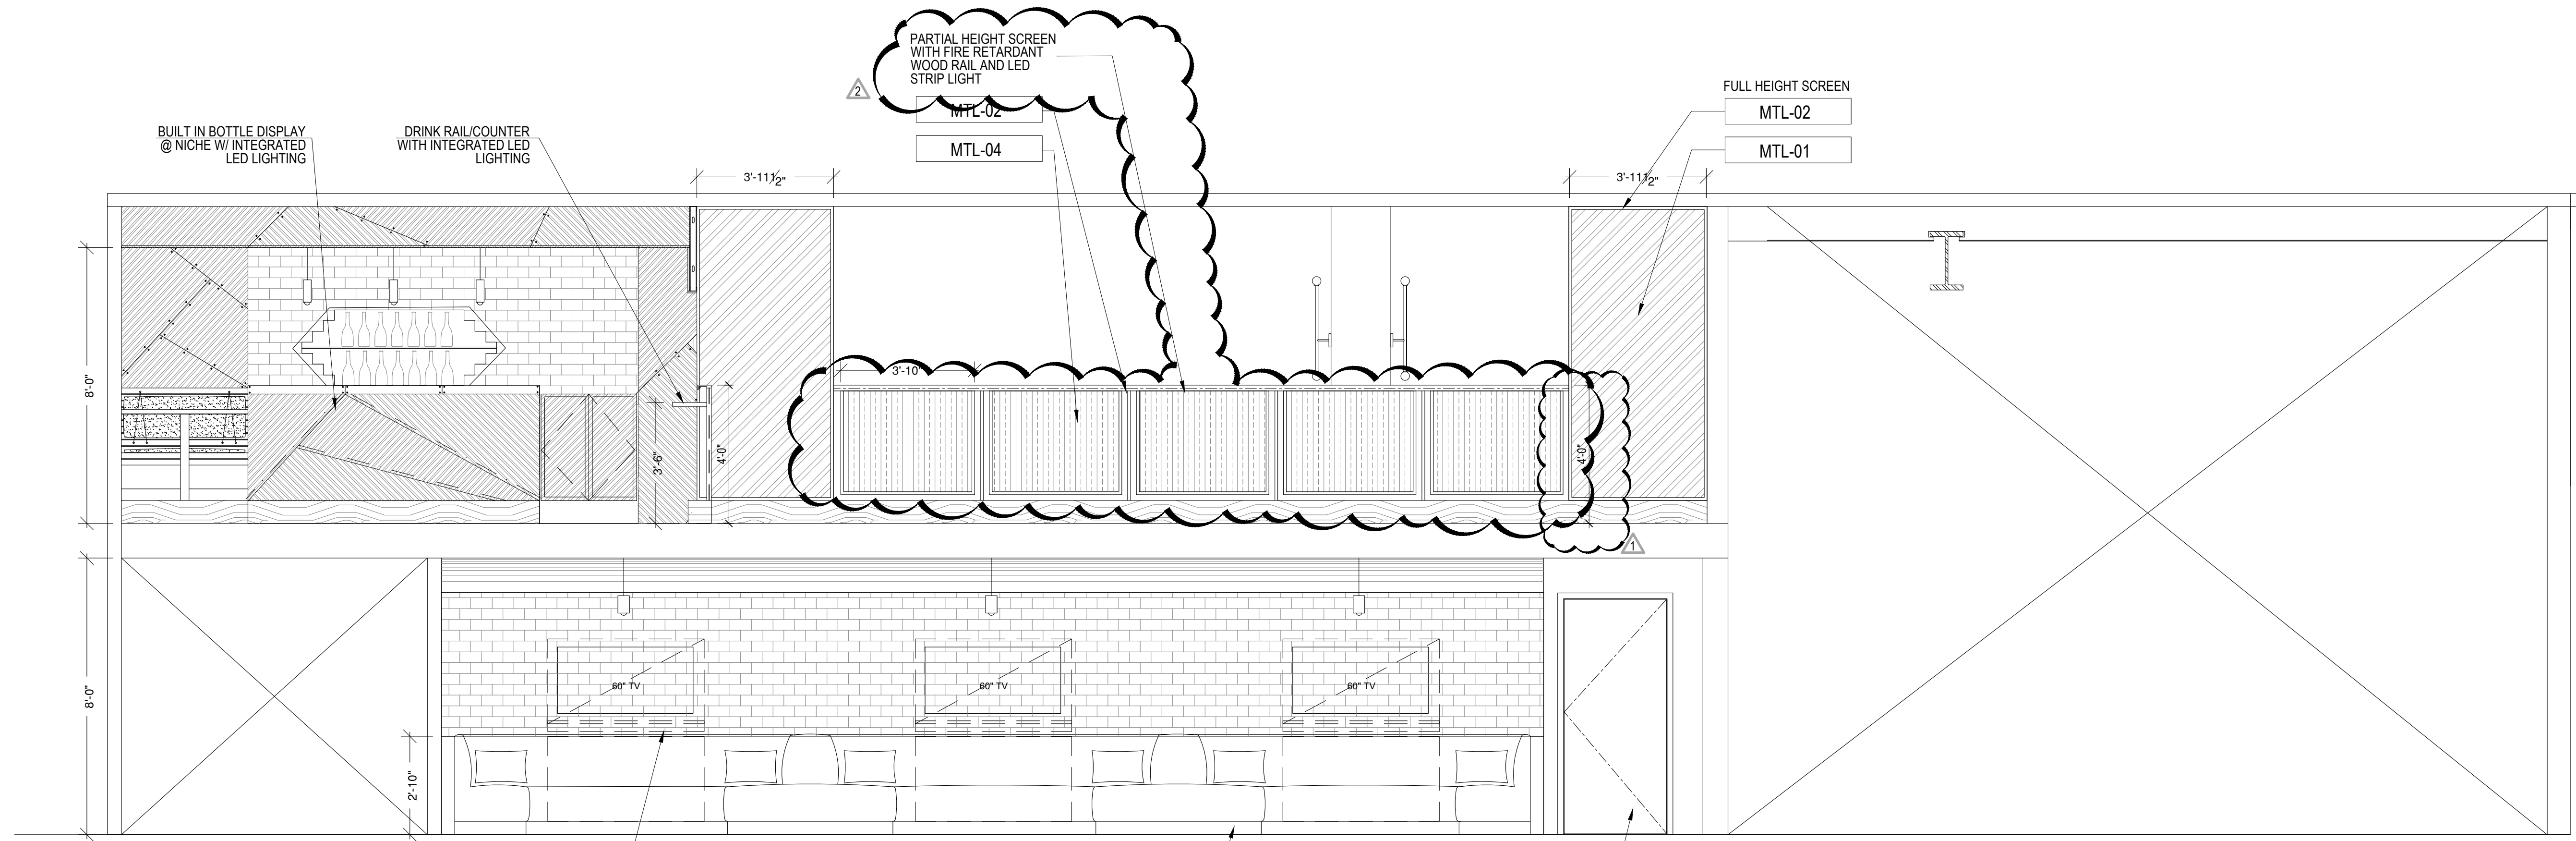 PARTIAL HEIGHT SCREEN
WITH FIRE RETARDANT
WOOD RAIL AND LED
STRIP LIGHT
2
MTL-02
MTL-04
FULL HEIGHT SCREEN
MTL-02
MTL-01
BUILT IN BOTTLE DISPLAY
@ NICHE W/ INTEGRATED
LED LIGHTING
DRINK RAIL/COUNTER
WITH INTEGRATED LED
LIGHTING
3'-11 1/2"
3'-11 1/2"
8'-0"
3'-10"
3'-6"
4'-0"
4'-0"
1
8'-0"
60" TV
60" TV
60" TV
2'-10"